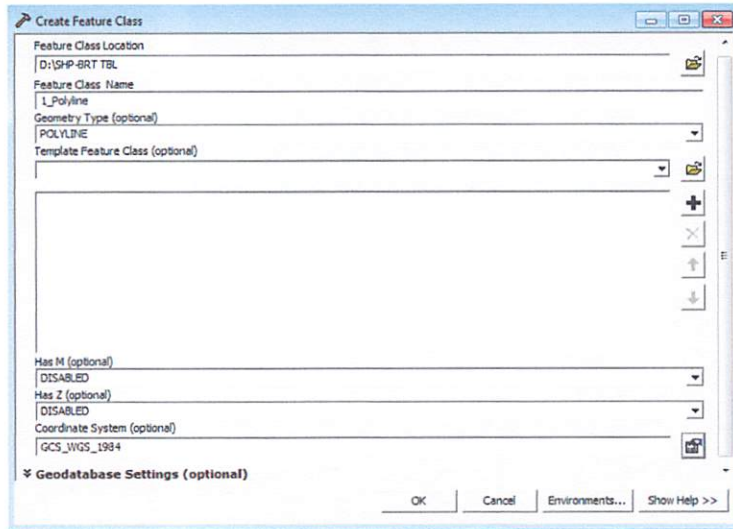 Create Feature Class
Feature Class Location
D:\SHP-BRT TBL
Feature Class Name
1_Polyline
Geometry Type (optional)
POLYLINE
Template Feature Class (optional)
Has M (optional)
DISABLED
Has Z (optional)
DISABLED
Coordinate System (optional)
GCS_WGS_1984
Geodatabase Settings (optional)
OK Cancel Environments... Show Help >>